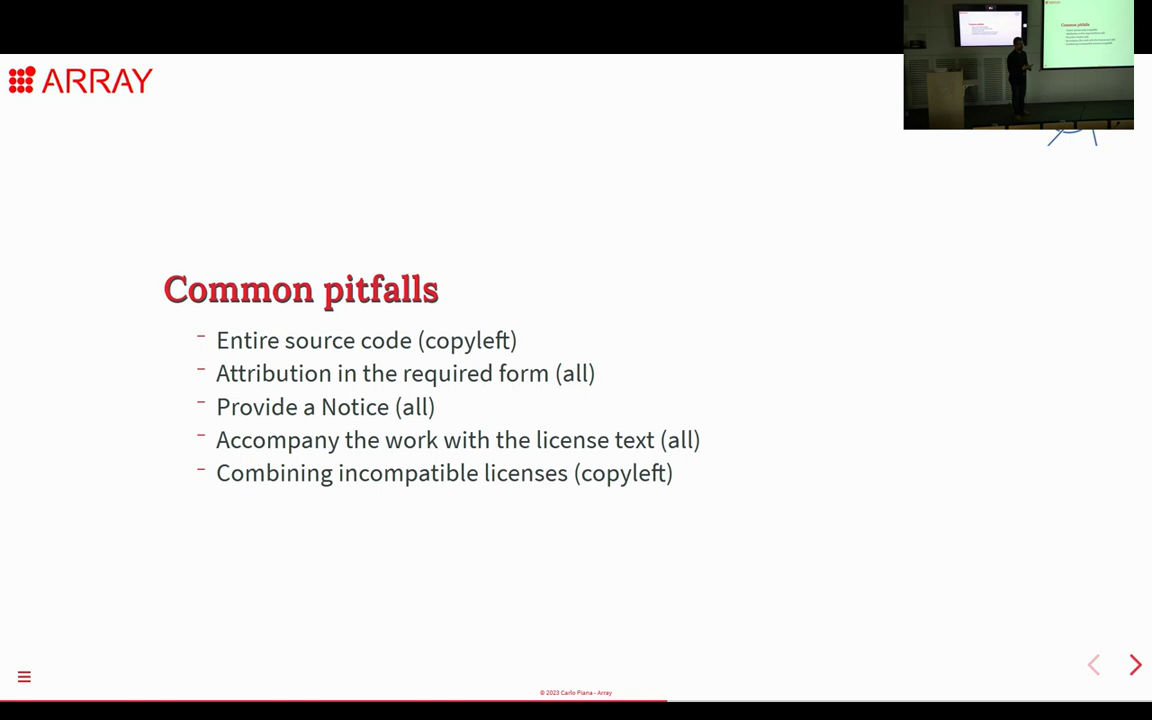 ARRAY
Common pitfalls
Entire source code (copyleft)
Attribution in the required form (all)
Provide a Notice (all)
Accompany the work with the license text (all)
Combining incompatible licenses (copyleft)
© 2023 Carlo Piana - Array